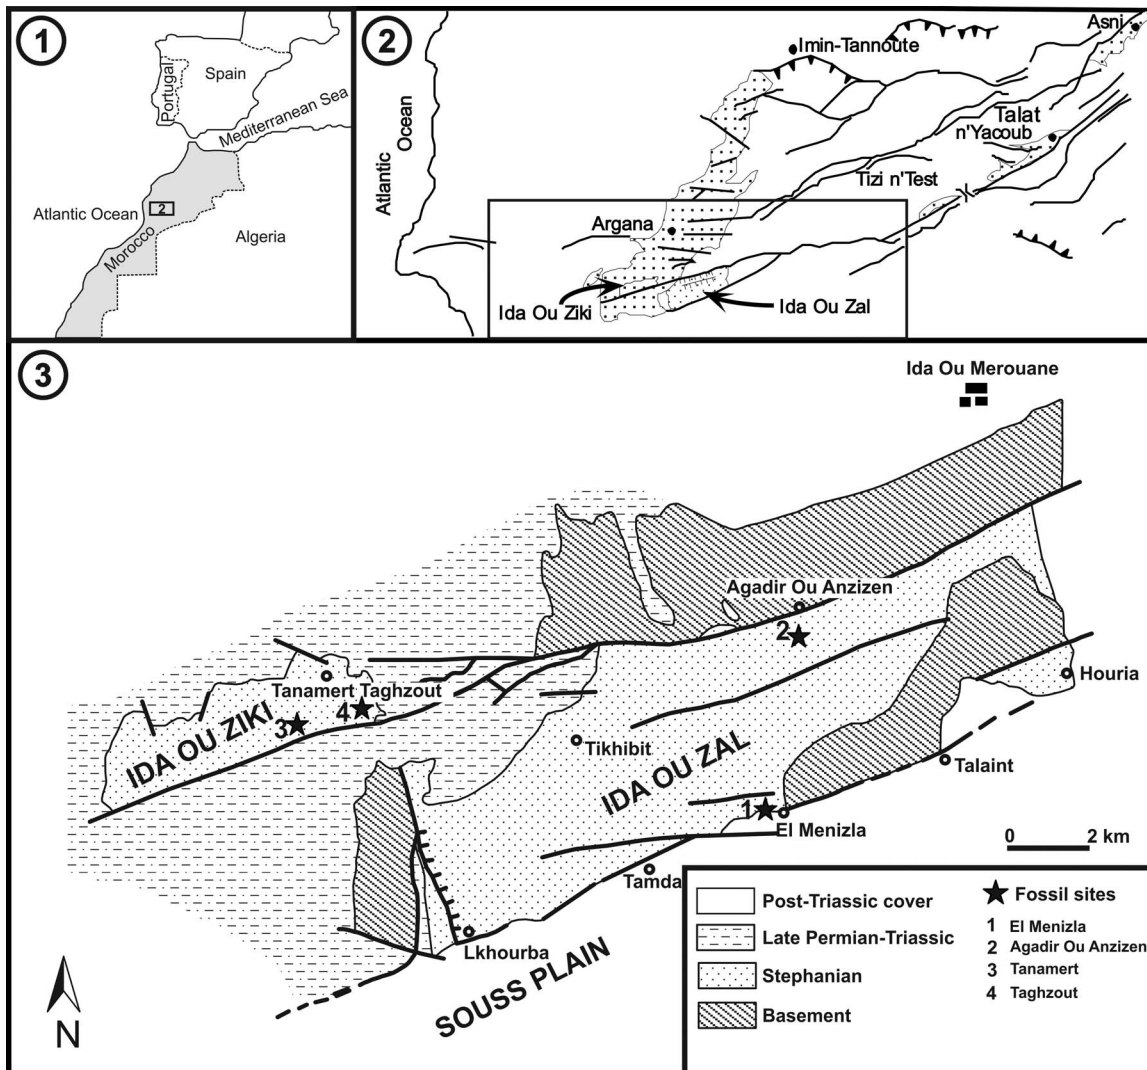 1
Portugal
Spain
Mediterranean Sea
Atlantic Ocean
2
Morocco
Algeria
2
Asni
Imin-Tannoute
Atlantic
Ocean
Talat
n'Yacoub
Tizi n'Test
Argana
Ida Ou Ziki
Ida Ou Zal
3
Ida Ou Merouane
Agadir Ou Anzizen
2
Houria
Tanamert Taghzout
4
3
IDA OU ZIKI
Tikhibit
IDA OU ZAL
Talaint
1
El Menizla
0 2 km
Tamda
Lkhourba
SOUSS PLAIN
N
Post-Triassic cover
Late Permian-Triassic
Stephanian
Basement
Fossil sites
1 El Menizla
2 Agadir Ou Anzizen
3 Tanamert
4 Taghzout